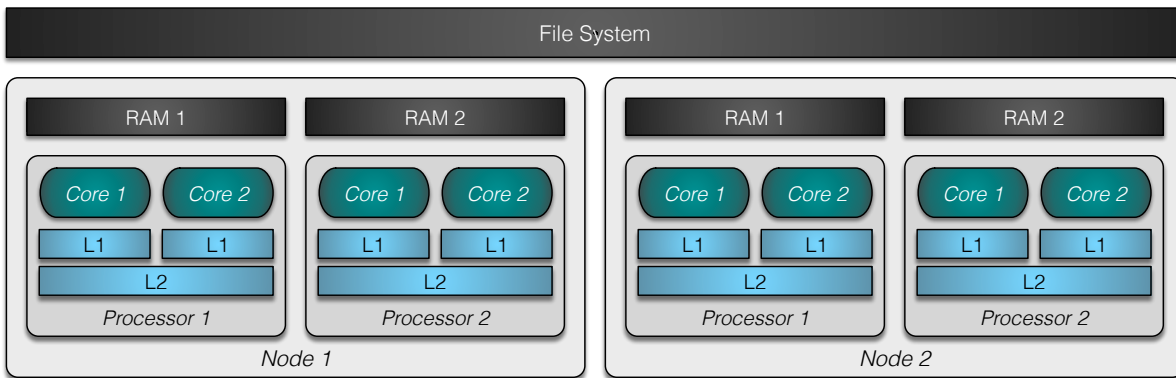 File System
RAM 1 RAM 2 RAM 1 RAM 2
Core 1 Core 2 Core 1 Core 2 Core 1 Core 2 Core 1 Core 2
L1 L1 L1 L1 L1 L1 L1 L1
L2 L2 L2 L2
Processor 1 Processor 2 Processor 1 Processor 2
Node 1 Node 2